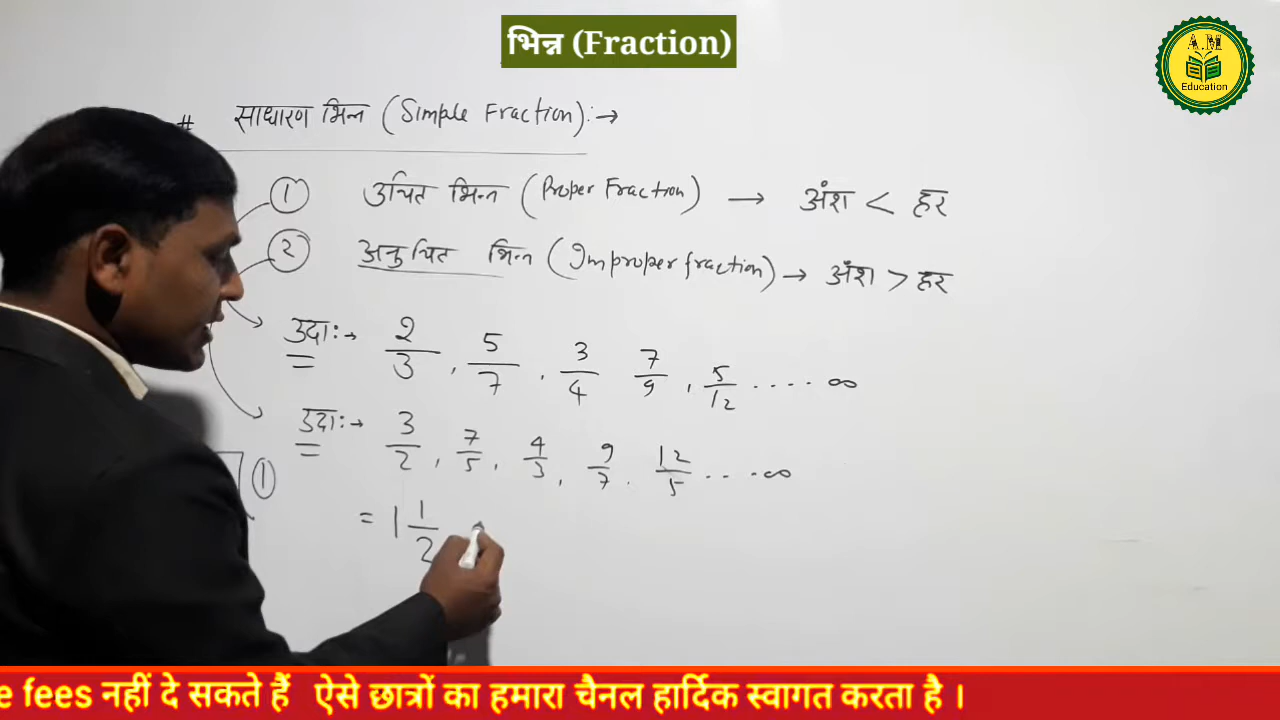 भिन्न (Fraction)
A.M
Education
# साधारण भिन्न (Simple Fraction):→
① उचित भिन्न (Proper Fraction) → अंश < हर
② अनुचित भिन्न (Improper fraction) → अंश > हर
उदाः→ 2/3, 5/7, 3/4 7/9, 5/12 .... ∞
उदाः→ 3/2, 7/5, 4/3, 9/7, 12/5 .... ∞
①
= 1 1/2
e fees नहीं दे सकते हैं ऐसे छात्रों का हमारा चैनल हार्दिक स्वागत करता है ।